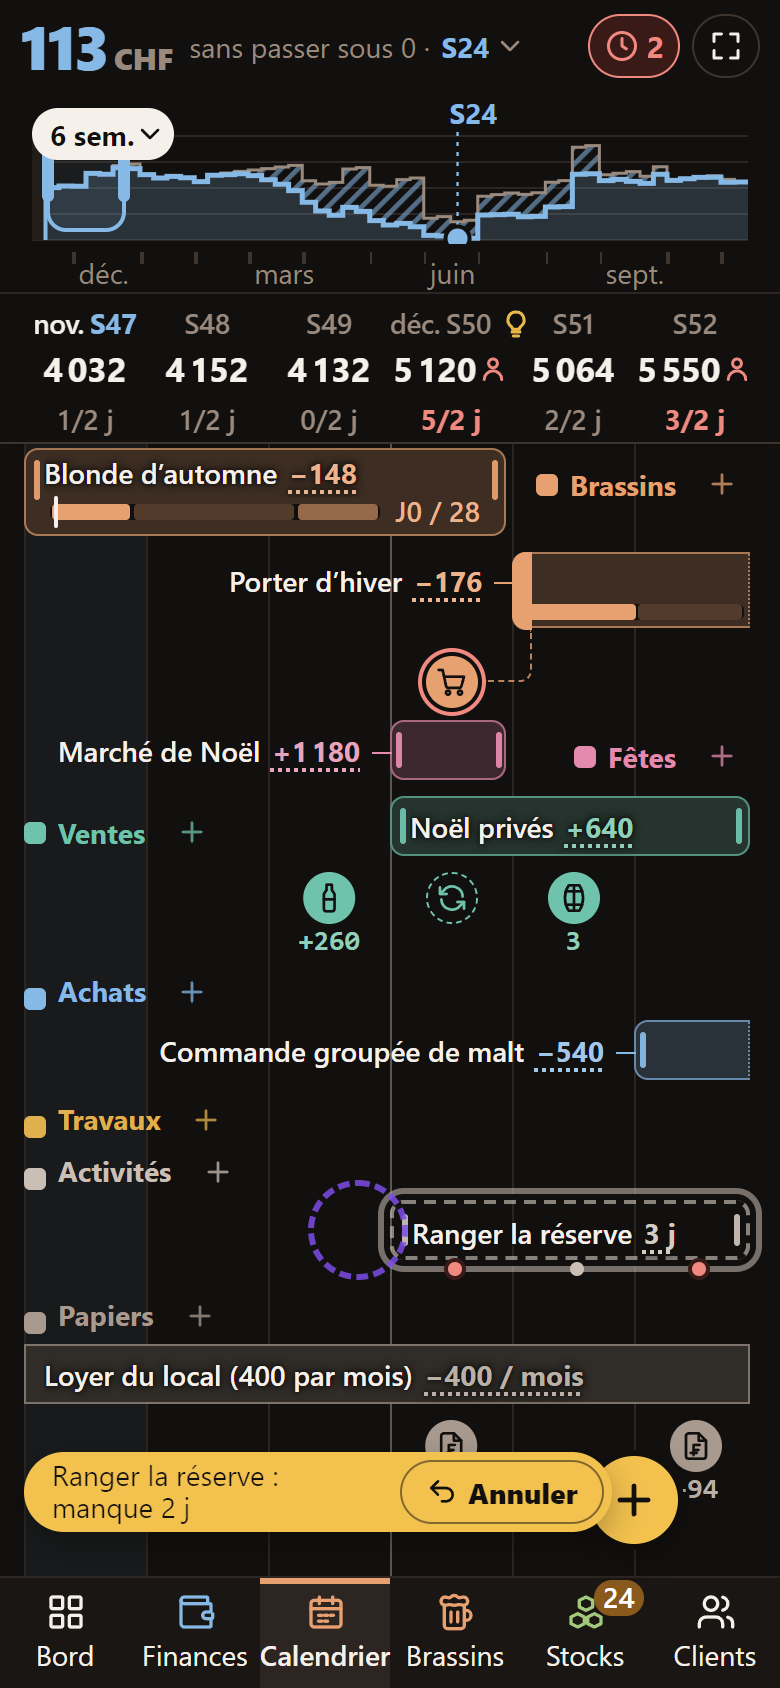 113 CHF sans passer sous 0 · S24
2
S24
6 sem.
déc. mars juin sept.
nov. S47 S48 S49 déc. S50 S51 S52
4 032 4 152 4 132 5 120 5 064 5 550
1/2 j 1/2 j 0/2 j 5/2 j 2/2 j 3/2 j
Blonde d’automne −148
J0 / 28
Brassins +
Porter d’hiver −176
Marché de Noël +1 180
Fêtes +
Ventes +
Noël privés +640
+260 3
Achats +
Commande groupée de malt −540
Travaux +
Activités +
Ranger la réserve 3 j
Papiers +
Loyer du local (400 par mois) −400 / mois
Ranger la réserve :
manque 2 j
Annuler
+
94
24
Bord Finances Calendrier Brassins Stocks Clients